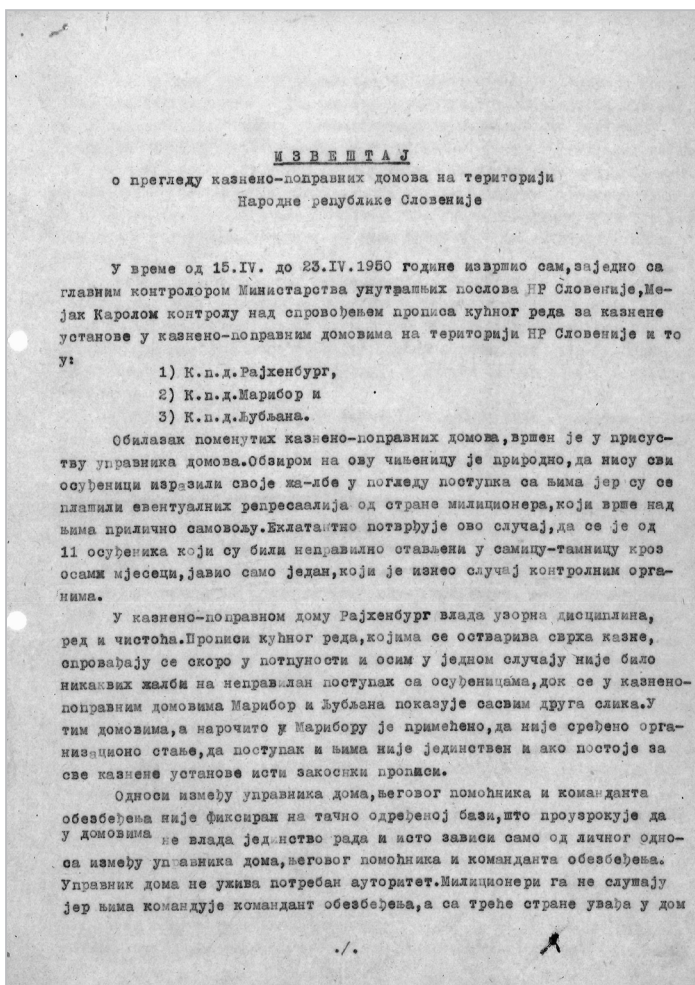 ИЗВЕШТАЈ
о прегледу казнено-поправних домова на територији
Народне републике Словеније
У време од 15.IV. до 23.IV.1950 године извршио сам,заједно са
главним контролором Министарства унутрашњих послова НР Словеније,Ме-
јак Каролом контролу над спровођењем прописа кућног реда за казнене
установе у казнено-поправним домовима на територији НР Словеније и то
у:
1) К.п.д.Рајхенбург,
2) К.п.д.Марибор и
3) К.п.д.Љубљана.
Обилазак поменутих казнено-поправних домова,вршен је у присус-
тву управника домова.Обзиром на ову чињеницу је природно,да нису сви
осуђеници изразили своје жа-лбе у погледу поступка са њима јер су се
плашили евентуалних репресаалија од стране милиционера,који врше над
њима прилично самовољу.Еклатантно потврђује ово случај,да се је од
11 осуђеника који су били неправилно стављени у самицу-тамницу кроз
осам мјесеци,јавио само један,који је изнео случај контролним орга-
нима.
У казнено-поправном дому Рајхенбург влада узорна дисциплина,
ред и чистоћа.Прописи кућног реда,којима се остварива сврха казне,
спровађају се скоро у потпуности и осим у једном случају није било
никаквих жалби на неправилан поступак са осуђеницама,док се у казнено-
поправним домовима Марибор и Љубљана показује сасвим друга слика.У
тим домовима,а нарочито у Марибору је примећено,да није сређено орга-
низационо стање,да поступак и њима није јединствен и ако постоје за
све казнене установе исти закоснки прописи.
Односи између управника дома,његовог помоћника и команданта
обезбеђења није фиксиран на тачно одређеној бази,што проузрокује да
у домовима не влада јединство рада и исто зависи само од личног одно-
са између управника дома,његовог помоћника и команданта обезбеђења.
Управник дома не ужива потребан ауторитет.Милиционери га не слушају
јер њима командује командант обезбеђења,а са треће стране увађа у дом
./.